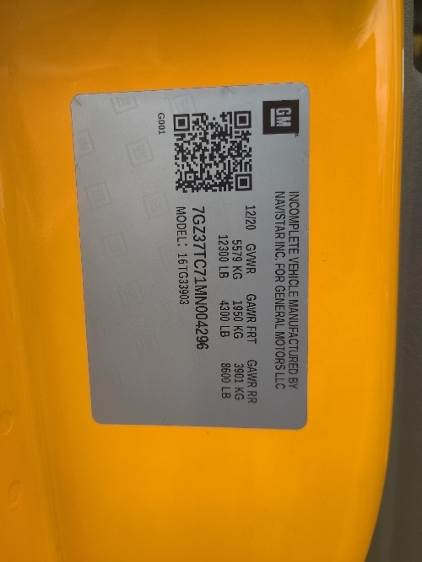 GM
INCOMPLETE VEHICLE MANUFACTURED BY
NAVISTAR INC. FOR GENERAL MOTORS LLC
12/20 GVWR GAWR FRT GAWR RR
5579 KG 1950 KG 3901 KG
12300 LB 4300 LB 8600 LB
7GZ37TC71MN004296
MODEL: 16TG33903
G001